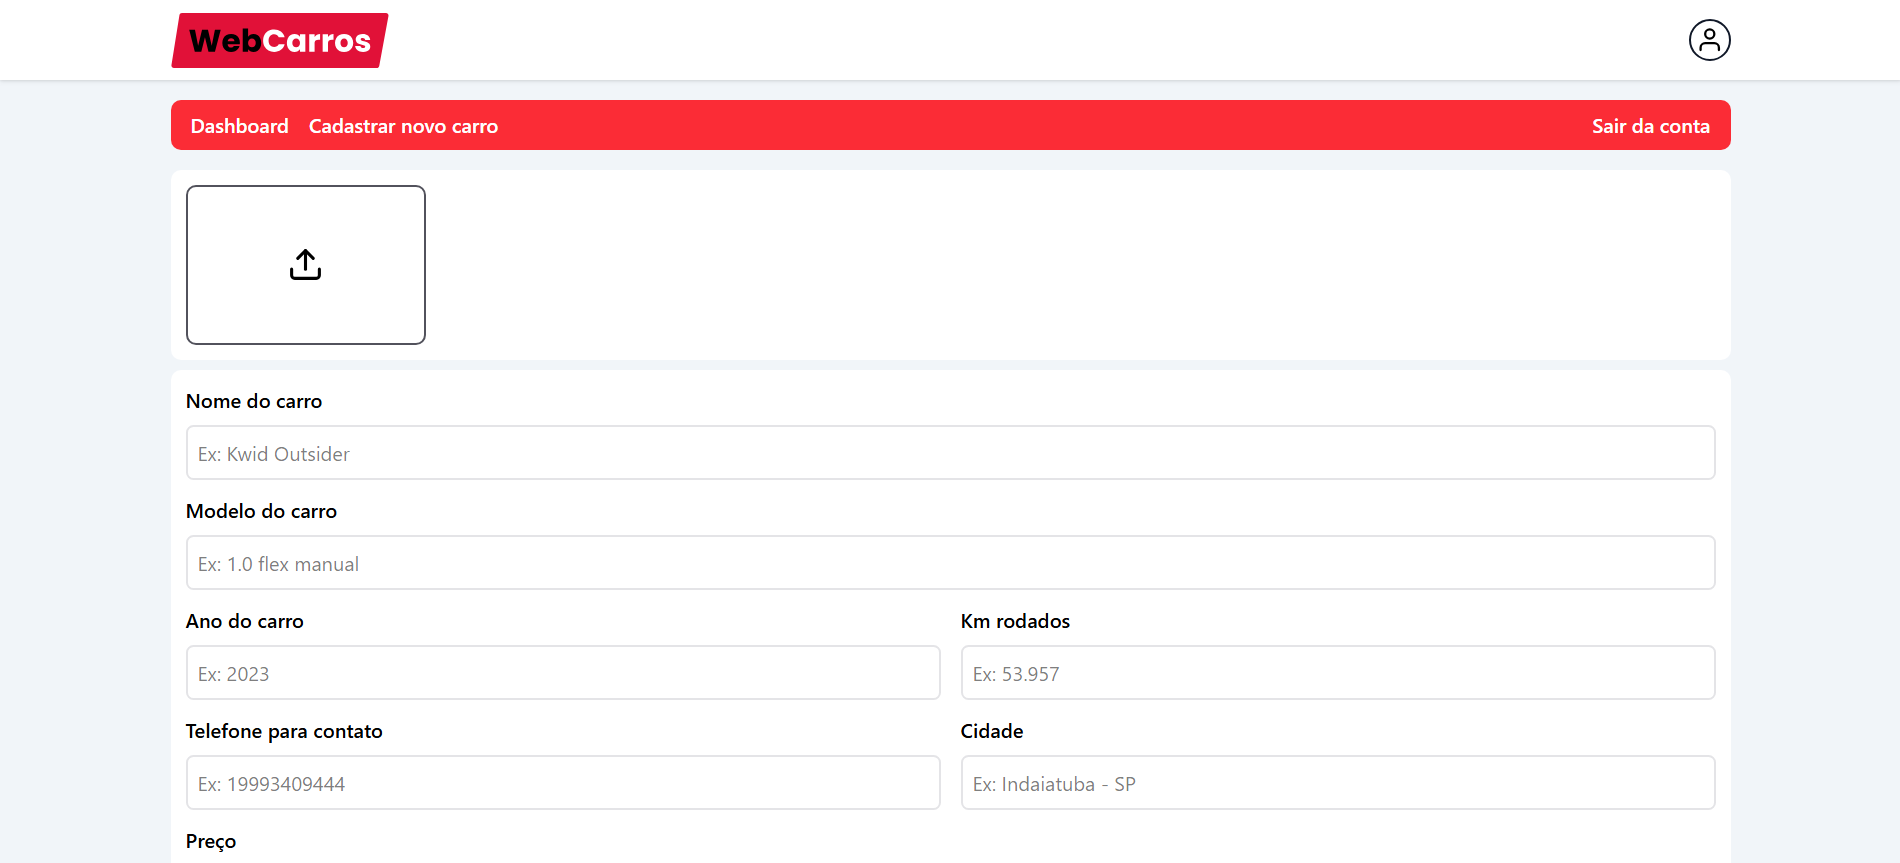 WebCarros
Dashboard Cadastrar novo carro Sair da conta
Nome do carro
Ex: Kwid Outsider
Modelo do carro
Ex: 1.0 flex manual
Ano do carro Km rodados
Ex: 2023 Ex: 53.957
Telefone para contato Cidade
Ex: 19993409444 Ex: Indaiatuba - SP
Preço